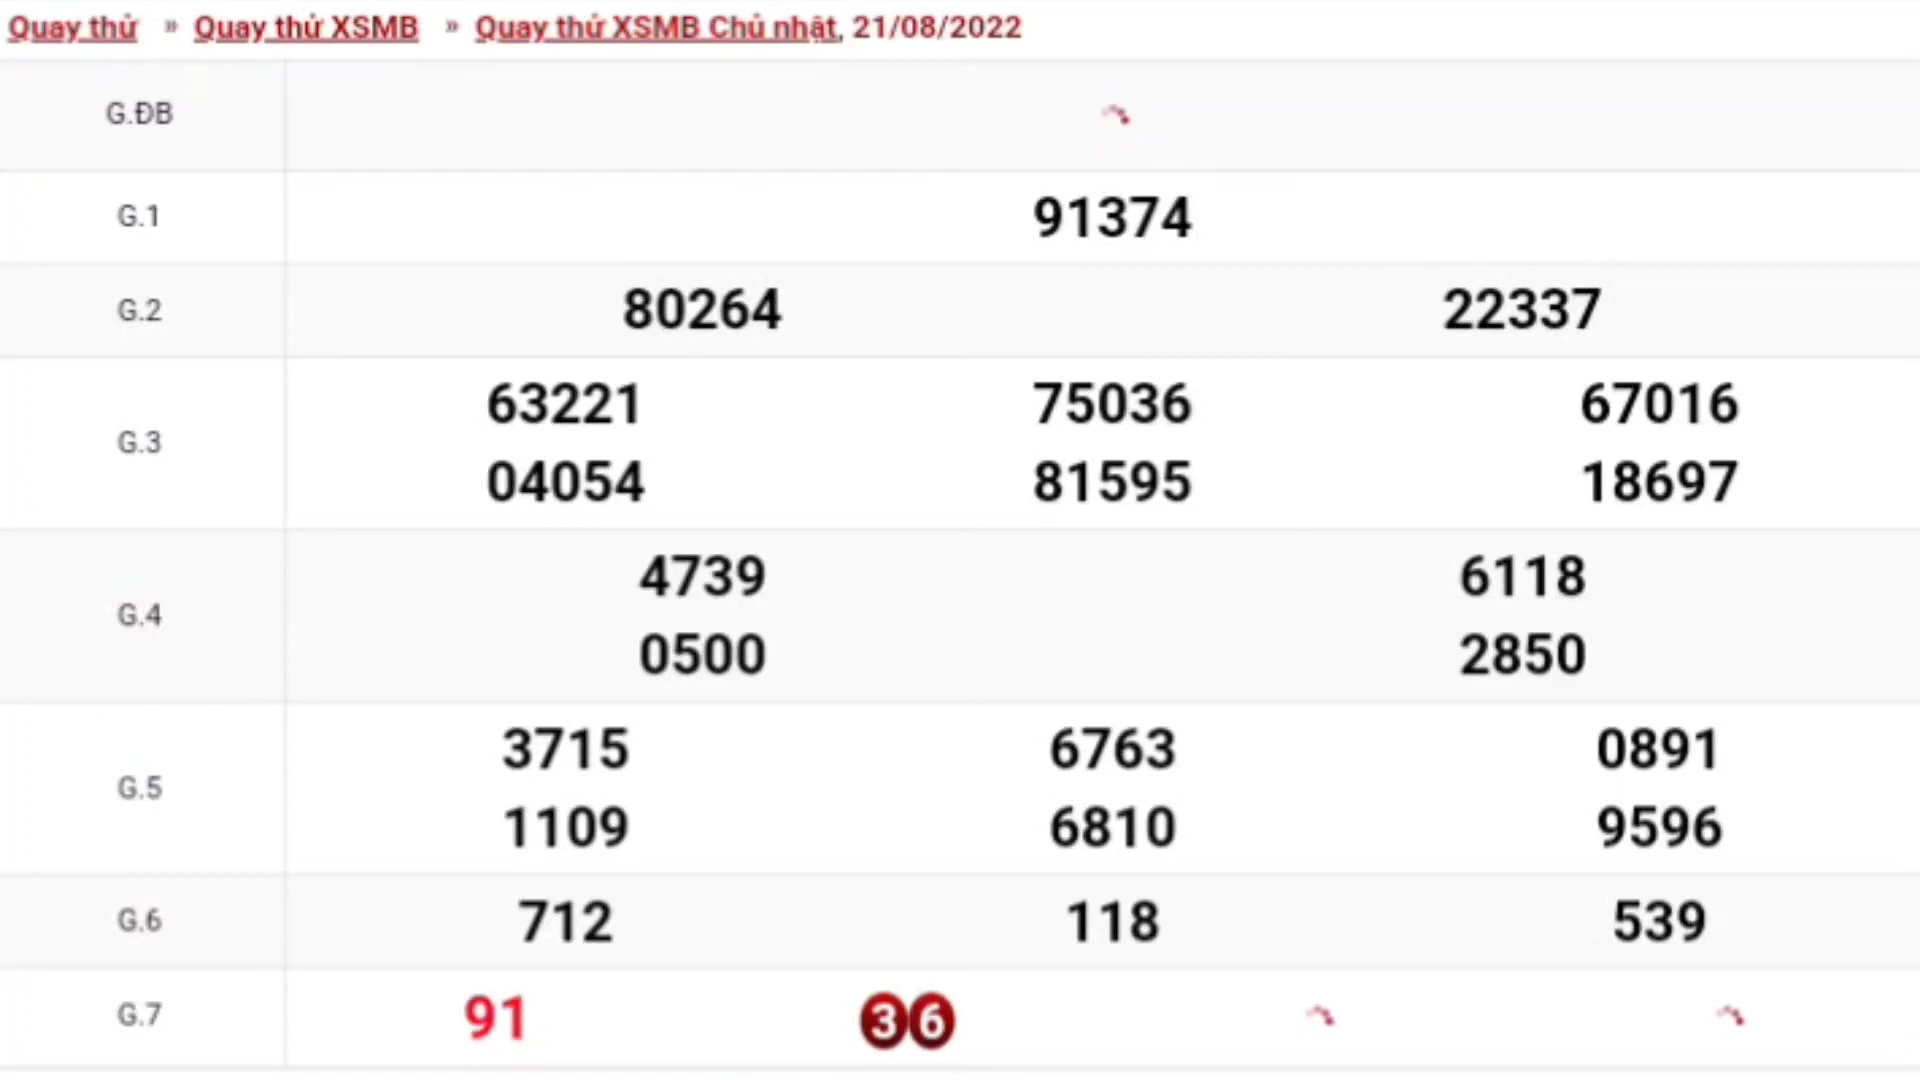 Quay thử » Quay thử XSMB » Quay thử XSMB Chủ nhật, 21/08/2022
G.ĐB
G.1 91374
G.2 80264 22337
G.3 63221 75036 67016
04054 81595 18697
G.4 4739 6118
0500 2850
G.5 3715 6763 0891
1109 6810 9596
G.6 712 118 539
G.7 91 36